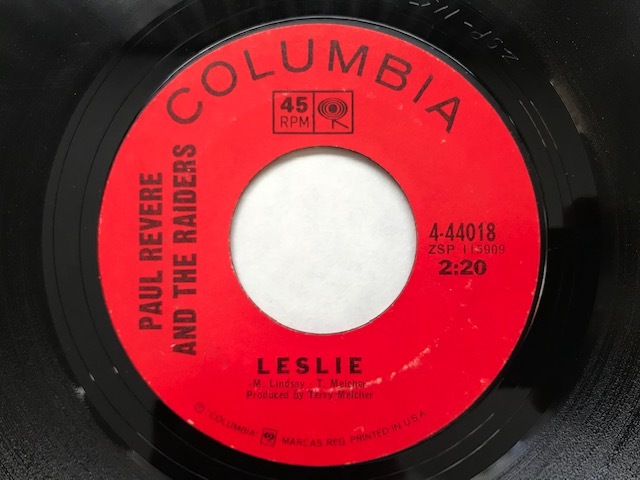 COLUMBIA
45
RPM
PAUL REVERE
AND THE RAIDERS
4-44018
ZSP 115909
2:20
LESLIE
-M. Lindsay - T. Melcher-
Produced by Terry Melcher
"COLUMBIA" MARCAS REG. PRINTED IN U.S.A.